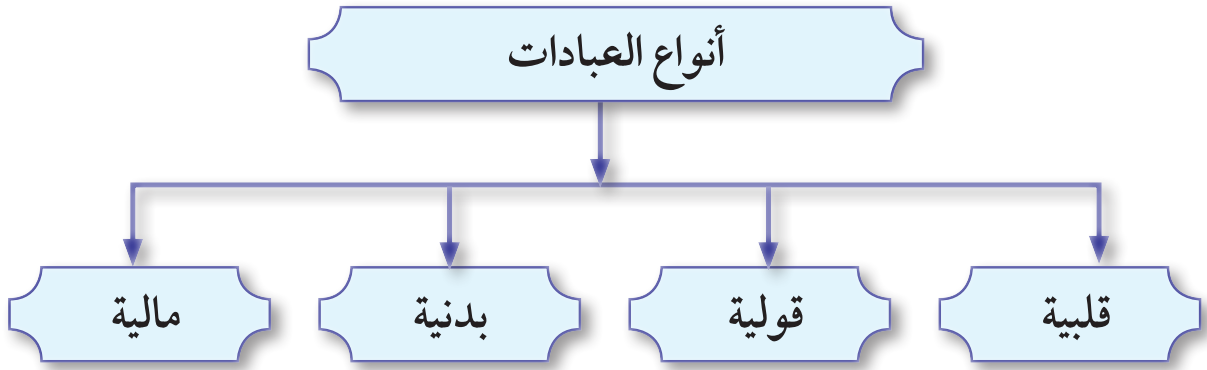 أنواع العبادات
قلبية
قولية
بدنية
مالية